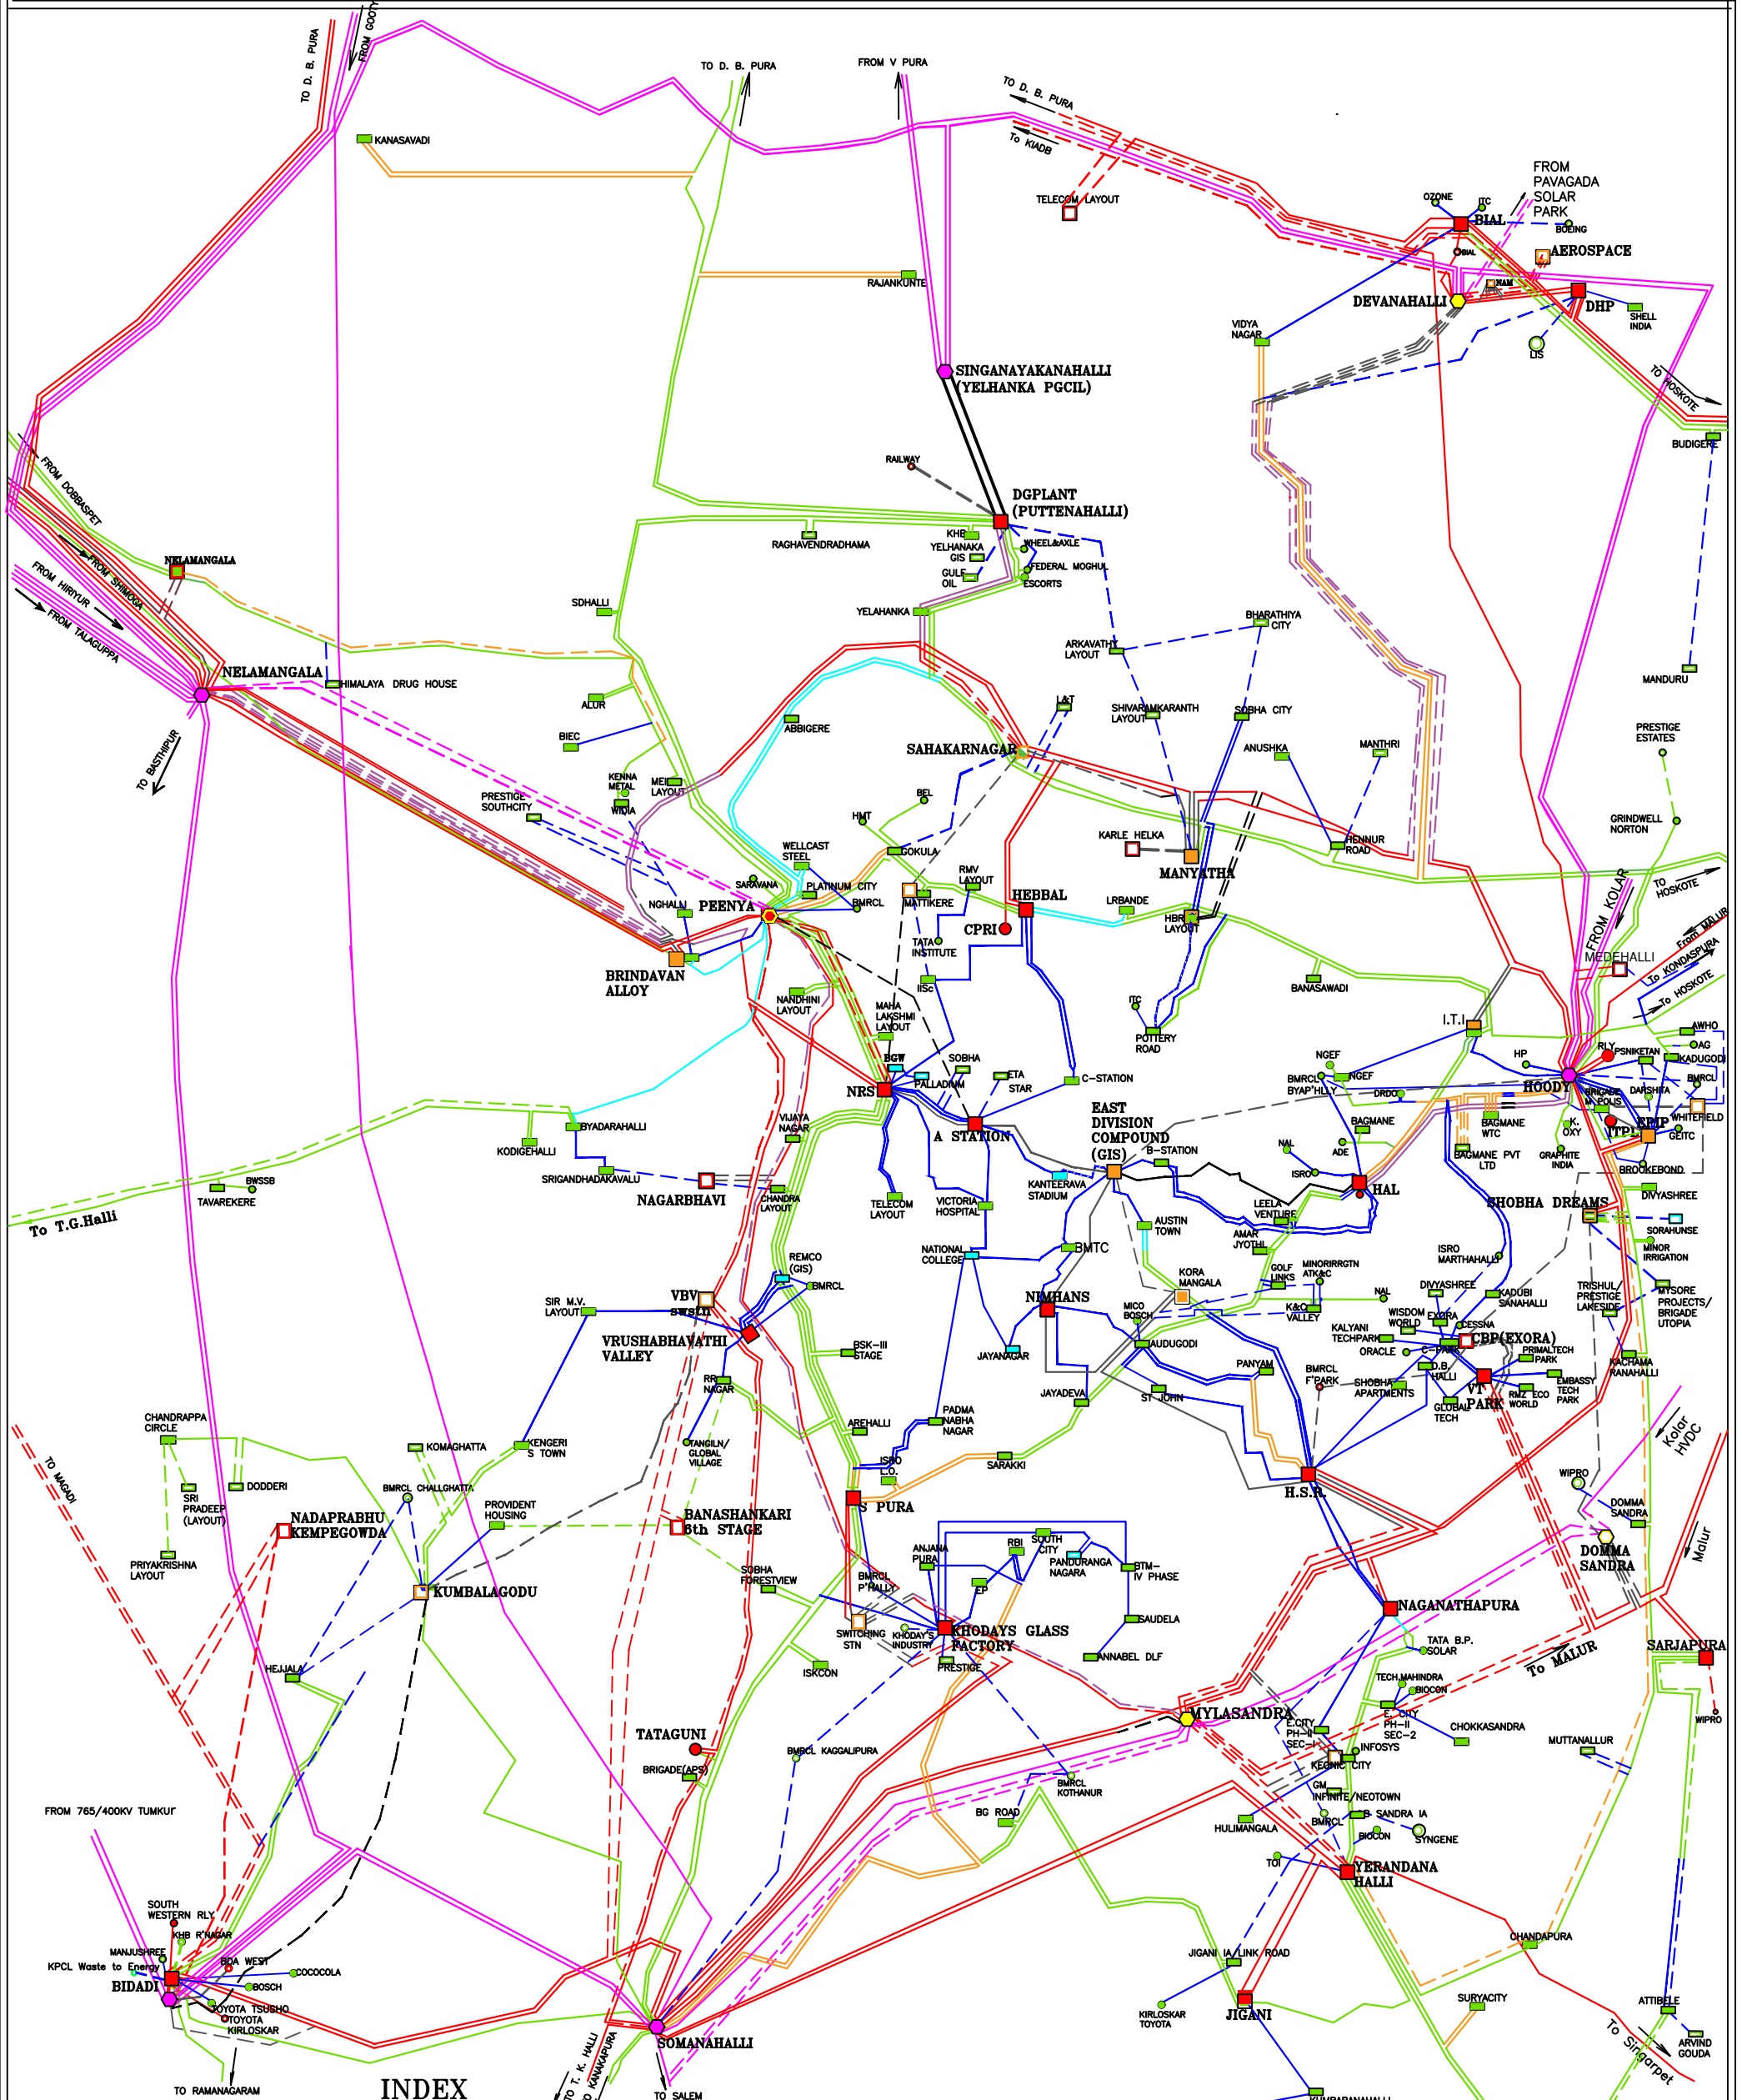 TO D. B. PURA
FROM GOOTY
TO D. B. PURA
FROM V PURA
TO D. B. PURA
To KIADB
KANASAVADI
TELECOM LAYOUT
FROM
PAVAGADA
SOLAR
PARK
OZONE
ITC
BIAL
BOEING
BIAL
AEROSPACE
NAM
DEVANAHALLI
DHP
SHELL
INDIA
LIS
VIDYA
NAGAR
RAJANKUNTE
SINGANAYAKANAHALLI
(YELHANKA PGCIL)
TO HOSKOTE
BUDIGERE
FROM DOBBASPET
RAILWAY
DGPLANT
(PUTTENAHALLI)
RAGHAVENDRADHAMA
KHB
YELHANAKA
GIS
GULF
OIL
WHEEL&AXLE
FEDERAL MOGHUL
ESCORTS
NELAMANGALA
FROM SHIMOGA
FROM HIRIYUR
FROM TALAGUPPA
SDHALLI
YELAHANKA
BHARATHIYA
CITY
ARKAVATHY
LAYOUT
MANDURU
NELAMANGALA
HIMALAYA DRUG HOUSE
ALUR
BIEC
ABBIGERE
L&T
SHIVARAMKARANTH
LAYOUT
SOBHA CITY
SAHAKARNAGAR
ANUSHKA
MANTHRI
PRESTIGE
ESTATES
TO BASTHIPUR
KENNA
METAL
WIDIA
LAYOUT
PRESTIGE
SOUTHCITY
BEL
HMT
GOKULA
KARLE HELKA
HENNUR
ROAD
GRINDWELL
NORTON
WELLCAST
STEEL
SARAVANA
PLATINUM CITY
RMV
LAYOUT
MANYATHA
NGHALLI
PEENYA
BMRCL
MATTIKERE
HEBBAL
LRBANDE
HBR
LAYOUT
CPRI
TATA
INSTITUTE
FROM KOLAR
TO
HOSKOTE
From MALUR
MEDEHALLI
To KONDASPURA
To HOSKOTE
BRINDAVAN
ALLOY
NANDHINI
LAYOUT
IISc
BANASAWADI
MAHA
LAKSHMI
LAYOUT
ITC
POTTERY
ROAD
I.T.I
AWHO
AG
KADUGODI
RLY
PSNIKETAN
HP
HOODY
BGW
PALLADIUM
SOBHA
ETA
STAR
C-STATION
NGEF
NGEF
BMRCL
BYAP'HLLY
DRDO
BRIGADE
M POLIS
DARSHITA
BMRCL
WHITEFIELD
NRS
A STATION
EAST
DIVISION
COMPOUND
(GIS)
B-STATION
BAGMANE
BAGMANE
WTC
K.
OXY
ITPL
EPIP
GEITC
VIJAYA
NAGAR
BYADARAHALLI
KODIGEHALLI
NAL
ADE
ISRO
BAGMANE PVT
LTD
GRAPHITE
INDIA
BROOKEBOND
SRIGANDHADAKAVALU
TAVAREKERE
BWSSB
NAGARBHAVI
CHANDRA
LAYOUT
TELECOM
LAYOUT
VICTORIA
HOSPITAL
KANTEERAVA
STADIUM
HAL
LEELA
VENTURE
SHOBHA DREAMS
DIVYASHREE
SORAHUNSE
To T.G.Halli
AUSTIN
TOWN
AMAR
JYOTHI
MINOR
IRRIGATION
NATIONAL
COLLEGE
BMTC
REMCO
(GIS)
BMRCL
ISRO
MARTHAHALLI
KORA
MANGALA
GOLF
LINKS
MINORIRRGTN
ATK&C
NAL
DIVYASHREE
KADUBI
SANAHALLI
TRISHUL/
PRESTIGE
LAKESIDE
MYSORE
PROJECTS/
BRIGADE
UTOPIA
SIR M.V.
LAYOUT
VBV
swstn
NIMHANS
MICO
BOSCH
K&C
VALLEY
WISDOM
WORLD
EXORA
CESSNA
KALYANI
TECHPARK
CBP(EXORA)
VRUSHABHAVATHI
VALLEY
BSK-III
STAGE
JAYANAGAR
AUDUGODI
ORACLE
C-PARK
PRIMALTECH
PARK
KACHAMA
RANAHALLI
PANYAM
BMRCL
F'PARK
D.B.
HALLI
SHOBHA
APARTMENTS
VT
PARK
EMBASSY
TECH
PARK
RMZ ECO
WORLD
GLOBAL
TECH
RR
NAGAR
JAYADEVA
ST JOHN
PADMA
NABHA
NAGAR
AREHALLI
CHANDRAPPA
CIRCLE
KOMAGHATTA
KENGERI
S TOWN
TANGILN/
GLOBAL
VILLAGE
Kolar
HVDC
TO MAGADI
ISRO
L.O.
SARAKKI
H.S.R.
WIPRO
DODDERI
SRI
PRADEEP
(LAYOUT)
BMRCL CHALLGHATTA
PROVIDENT
HOUSING
S PURA
DOMMA
SANDRA
NADAPRABHU
KEMPEGOWDA
BANASHANKARI
6th STAGE
DOMMA
SANDRA
Malur
PRIYAKRISHNA
LAYOUT
ANJANA
PURA
RBI
SOUTH
CITY
PANDURANGA
NAGARA
BTM-
IV PHASE
SOBHA
FORESTVIEW
BMRCL
P'HALLY
EP
KUMBALAGODU
NAGANATHAPURA
SWITCHING
STN
KHODAY'S
INDUSTRY
KHODAYS GLASS
FACTORY
SAUDELA
PRESTIGE
ANNABEL DLF
TATA B.P.
SOLAR
To MALUR
SARJAPURA
ISKCON
HEJJALA
TECH.MAHINDRA
BIOCON
E. CITY
PH-II
SEC-2
MYLASANDRA
E.CITY
PH-II
SEC-I
CHOKKASANDRA
WIPRO
TATAGUNI
BMRCL KAGGALIPURA
INFOSYS
KEONIC CITY
MUTTANALLUR
BRIGADE(APS)
BMRCL
KOTHANUR
GM
INFINITE/NEOTOWN
FROM 765/400KV TUMKUr
BG ROAD
HULIMANGALA
BMRCL
B SANDRA IA
BIOCON
SYNGENE
TOI
YERANDANA
HALLI
SOUTH
WESTERN RLY
KHB R'NAGAR
MANJUSHREE
KPCL Waste to Energy
BDA WEST
COCOCOLA
BOSCH
BIDADI
TOYOTA TSUSHO
TOYOTA
KIRLOSKAR
CHANDAPURA
JIGANI IA LINK ROAD
KIRLOSKAR
TOYOTA
JIGANI
SURYACITY
ATTIBELE
ARVIND
GOUDA
To Singarpet
SOMANAHALLI
TO T. K. HALLI
TO KANAKAPURA
TO SALEM
TO RAMANAGARAM
INDEX